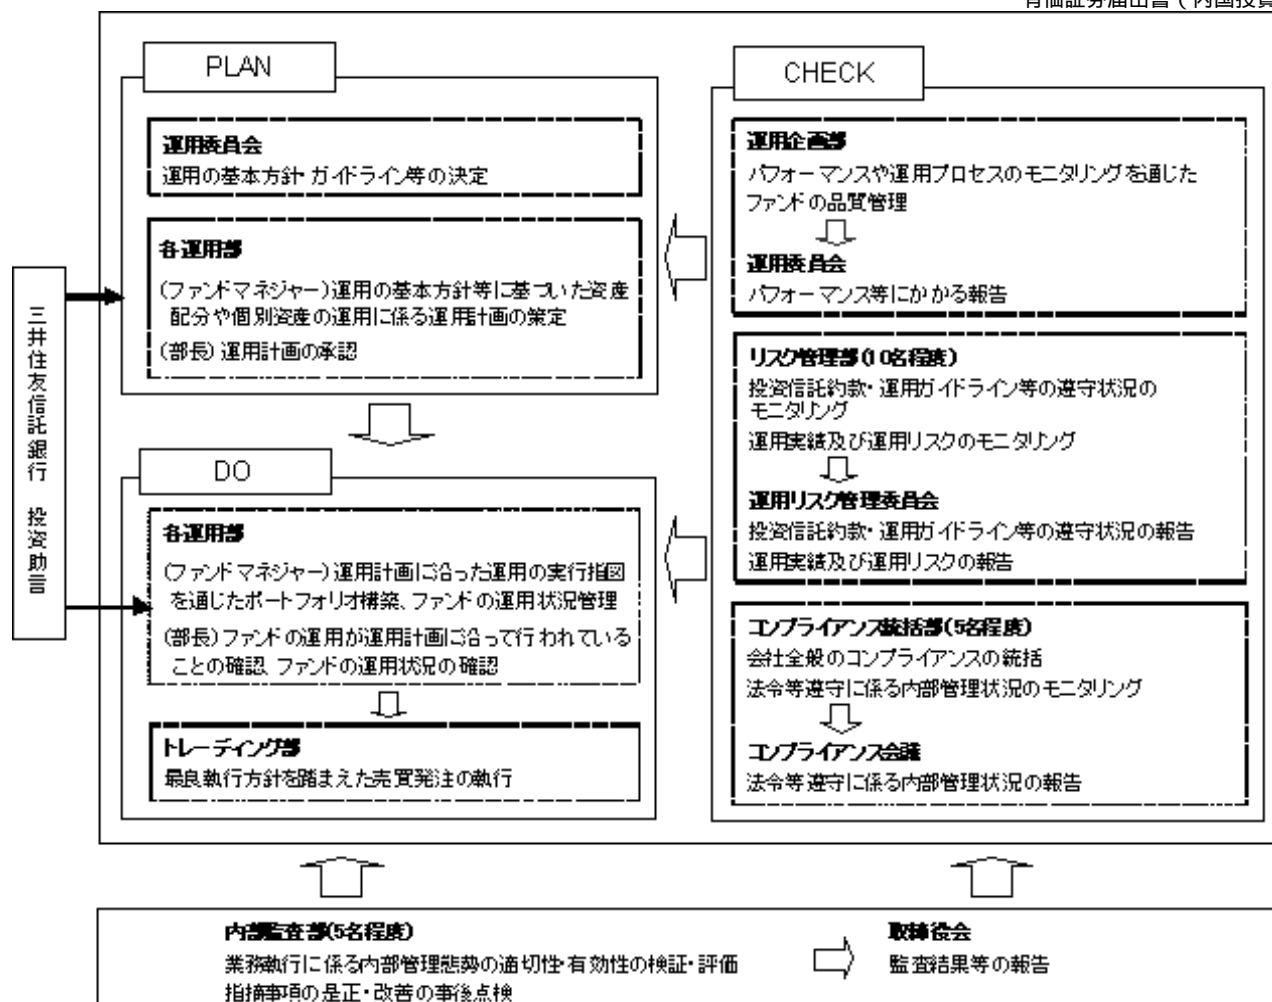 有価証券届出書(内国投資
PLAN
運用委員会
運用の基本方針・ガイドライン等の決定
各運用部
(ファンドマネジャー)運用の基本方針等に基づいた資産
配分や個別資産の運用に係る運用計画の策定
(部長)運用計画の承認
三井住友信託銀行 投資助言
DO
各運用部
(ファンドマネジャー)運用計画に沿った運用の実行指図
を通じたポートフォリオ構築、ファンドの運用状況管理
(部長)ファンドの運用が運用計画に沿って行われている
ことの確認、ファンドの運用状況の確認
トレーディング部
最良執行方針を踏まえた売買発注の執行
CHECK
運用企画部
パフォーマンスや運用プロセスのモニタリングを通じた
ファンドの品質管理
運用委員会
パフォーマンス等にかかる報告
リスク管理部(10名程度)
投資信託約款・運用ガイドライン等の遵守状況の
モニタリング
運用実績及び運用リスクのモニタリング
運用リスク管理委員会
投資信託約款・運用ガイドライン等の遵守状況の報告
運用実績及び運用リスクの報告
コンプライアンス統括部(5名程度)
会社全般のコンプライアンスの統括
法令等遵守に係る内部管理状況のモニタリング
コンプライアンス会議
法令等遵守に係る内部管理状況の報告
内部監査部(5名程度)
業務執行に係る内部管理態勢の適切性・有効性の検証・評価
指摘事項の是正・改善の事後点検
取締役会
監査結果等の報告